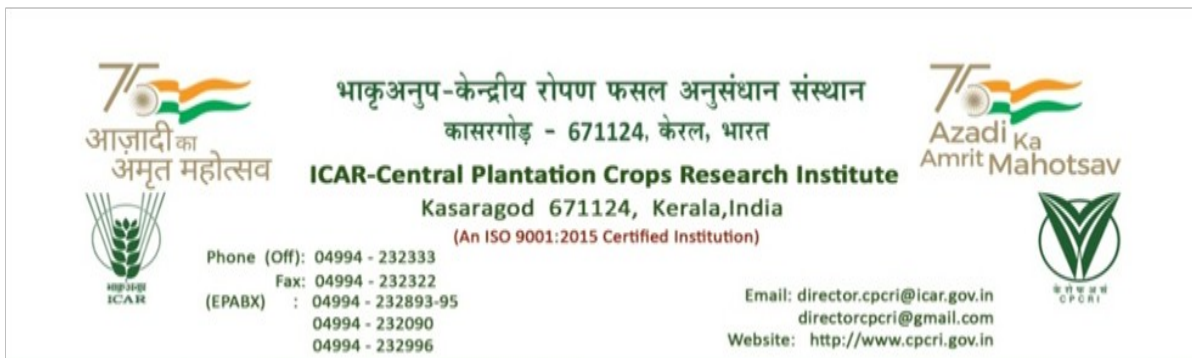 75
आज़ादी का
अमृत महोत्सव
भाकृअनुप-केन्द्रीय रोपण फसल अनुसंधान संस्थान
कासरगोड़ - 671124, केरल, भारत
ICAR-Central Plantation Crops Research Institute
Kasaragod 671124, Kerala,India
(An ISO 9001:2015 Certified Institution)
75
Azadi Ka
Amrit Mahotsav
भाकृअनुप
ICAR
Phone (Off): 04994 - 232333
Fax: 04994 - 232322
(EPABX) : 04994 - 232893-95
04994 - 232090
04994 - 232996
Email: director.cpcri@icar.gov.in
directorcpcri@gmail.com
Website: http://www.cpcri.gov.in
के रो फ अ सं
CPCRI